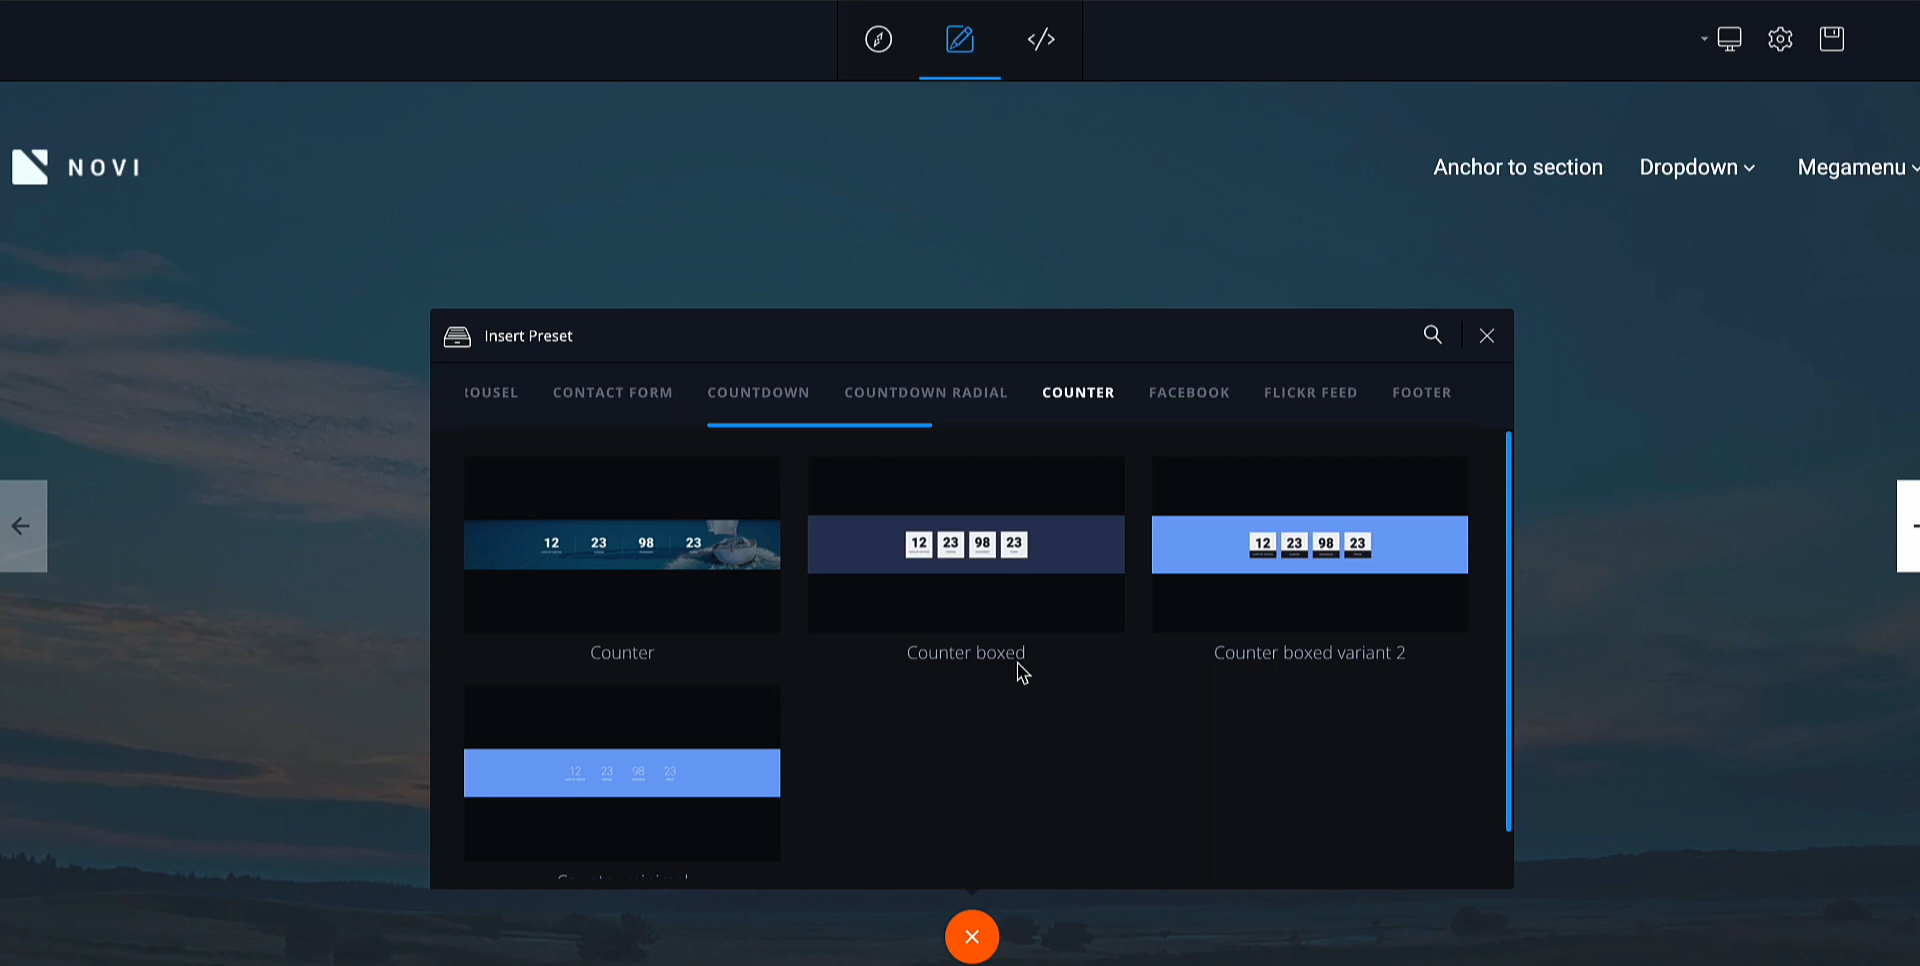 NOVI
Anchor to section Dropdown Megamenu
Insert Preset
ROUSEL CONTACT FORM COUNTDOWN COUNTDOWN RADIAL COUNTER FACEBOOK FLICKR FEED FOOTER
12 23 98 23
12 23 98 23
12 23 98 23
Counter
Counter boxed
Counter boxed variant 2
12 23 98 23